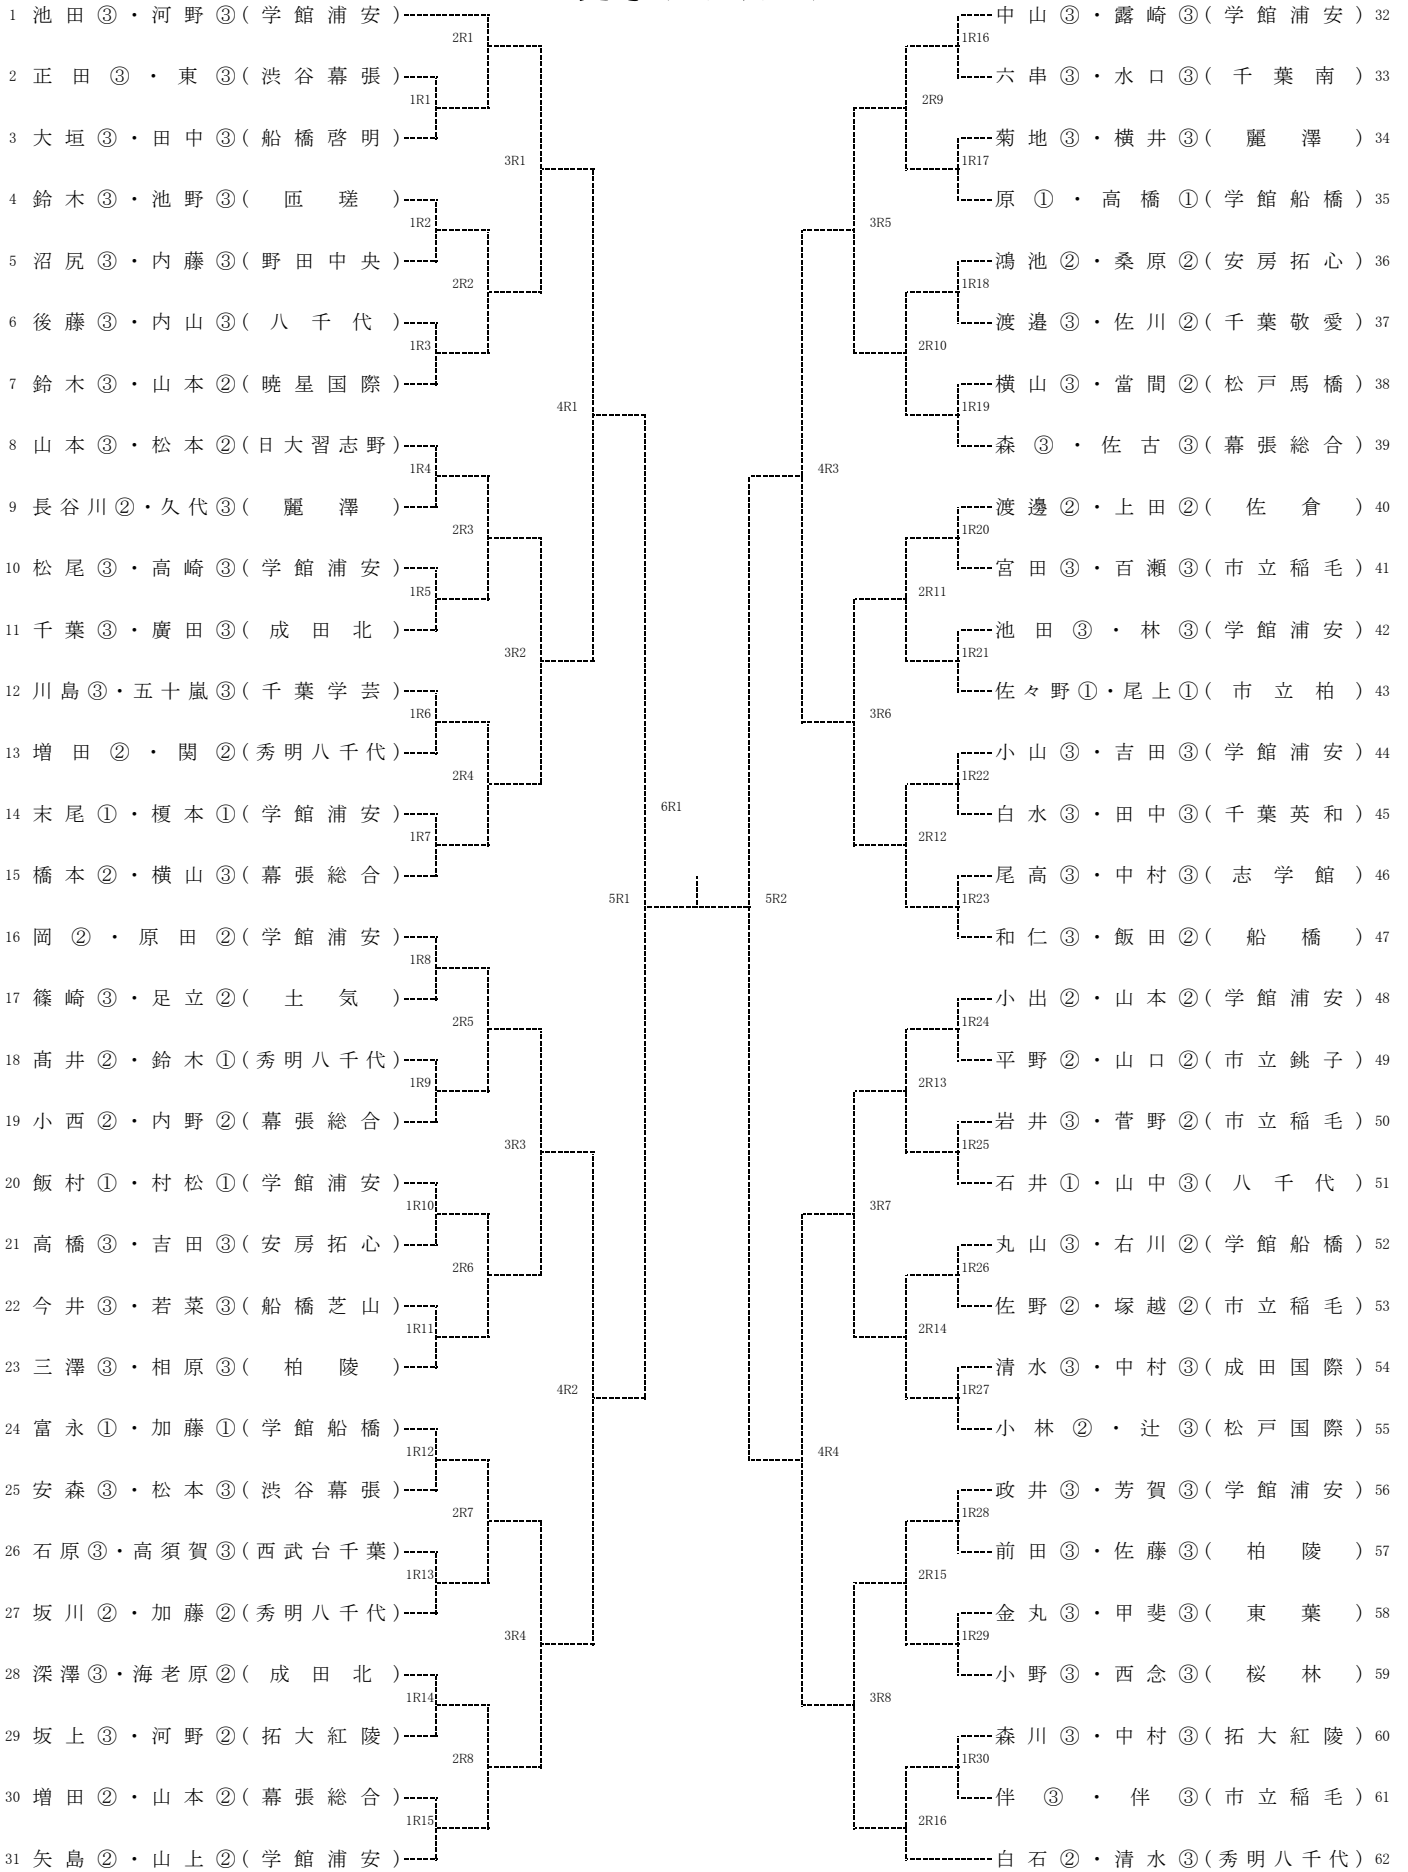 1 池田③・河野③(学館浦安)
2R1
2 正田③・東③(渋谷幕張)
1R1
3 大垣③・田中③(船橋啓明)
3R1
4 鈴木③・池野③(匝瑳)
1R2
5 沼尻③・内藤③(野田中央)
2R2
6 後藤③・内山③(八千代)
1R3
7 鈴木③・山本②(暁星国際)
4R1
8 山本③・松本②(日大習志野)
1R4
9 長谷川②・久代③(麗澤)
2R3
10 松尾③・高崎③(学館浦安)
1R5
11 千葉③・廣田③(成田北)
3R2
12 川島③・五十嵐③(千葉学芸)
1R6
13 増田②・関②(秀明八千代)
2R4
14 末尾①・榎本①(学館浦安)
6R1
1R7
15 橋本②・横山③(幕張総合)
5R1
16 岡②・原田②(学館浦安)
1R8
17 篠崎③・足立②(土気)
2R5
18 髙井②・鈴木①(秀明八千代)
1R9
19 小西②・内野②(幕張総合)
3R3
20 飯村①・村松①(学館浦安)
1R10
21 高橋③・吉田③(安房拓心)
2R6
22 今井③・若菜③(船橋芝山)
1R11
23 三澤③・相原③(柏陵)
4R2
24 富永①・加藤①(学館船橋)
1R12
25 安森③・松本③(渋谷幕張)
2R7
26 石原③・高須賀③(西武台千葉)
1R13
27 坂川②・加藤②(秀明八千代)
3R4
28 深澤③・海老原②(成田北)
1R14
29 坂上③・河野②(拓大紅陵)
2R8
30 増田②・山本②(幕張総合)
1R15
31 矢島②・山上②(学館浦安)
中山③・露崎③(学館浦安) 32
1R16
六串③・水口③(千葉南) 33
2R9
菊地③・横井③(麗澤) 34
1R17
原①・高橋①(学館船橋) 35
3R5
鴻池②・桑原②(安房拓心) 36
1R18
渡邉③・佐川②(千葉敬愛) 37
2R10
横山③・當間②(松戸馬橋) 38
1R19
森③・佐古③(幕張総合) 39
4R3
渡邊②・上田②(佐倉) 40
1R20
宮田③・百瀬③(市立稲毛) 41
2R11
池田③・林③(学館浦安) 42
1R21
佐々野①・尾上①(市立柏) 43
3R6
小山③・吉田③(学館浦安) 44
1R22
白水③・田中③(千葉英和) 45
2R12
尾高③・中村③(志学館) 46
1R23
5R2
和仁③・飯田②(船橋) 47
小出②・山本②(学館浦安) 48
1R24
平野②・山口②(市立銚子) 49
2R13
岩井③・菅野②(市立稲毛) 50
1R25
石井①・山中③(八千代) 51
3R7
丸山③・右川②(学館船橋) 52
1R26
佐野②・塚越②(市立稲毛) 53
2R14
清水③・中村③(成田国際) 54
1R27
小林②・辻③(松戸国際) 55
4R4
政井③・芳賀③(学館浦安) 56
1R28
前田③・佐藤③(柏陵) 57
2R15
金丸③・甲斐③(東葉) 58
1R29
小野③・西念③(桜林) 59
3R8
森川③・中村③(拓大紅陵) 60
1R30
伴③・伴③(市立稲毛) 61
2R16
白石②・清水③(秀明八千代) 62